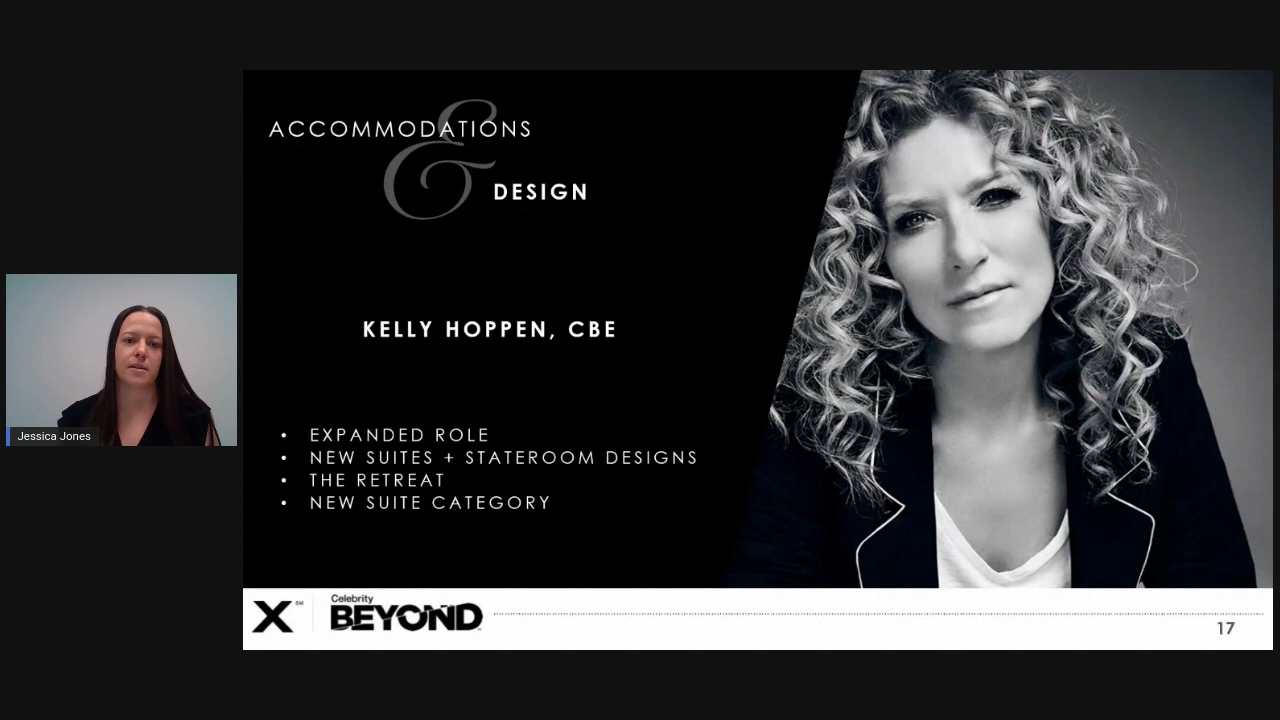 ACCOMMODATIONS
&
DESIGN
KELLY HOPPEN, CBE
• EXPANDED ROLE
• NEW SUITES + STATEROOM DESIGNS
• THE RETREAT
• NEW SUITE CATEGORY
Jessica Jones
X℠
Celebrity
BEYOND
17